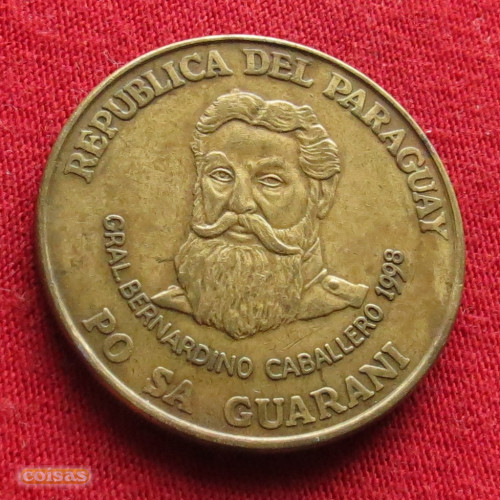 REPUBLICA DEL PARAGUAY
GRAL. BERNARDINO CABALLERO 1998
PO SA GUARANI
coisas